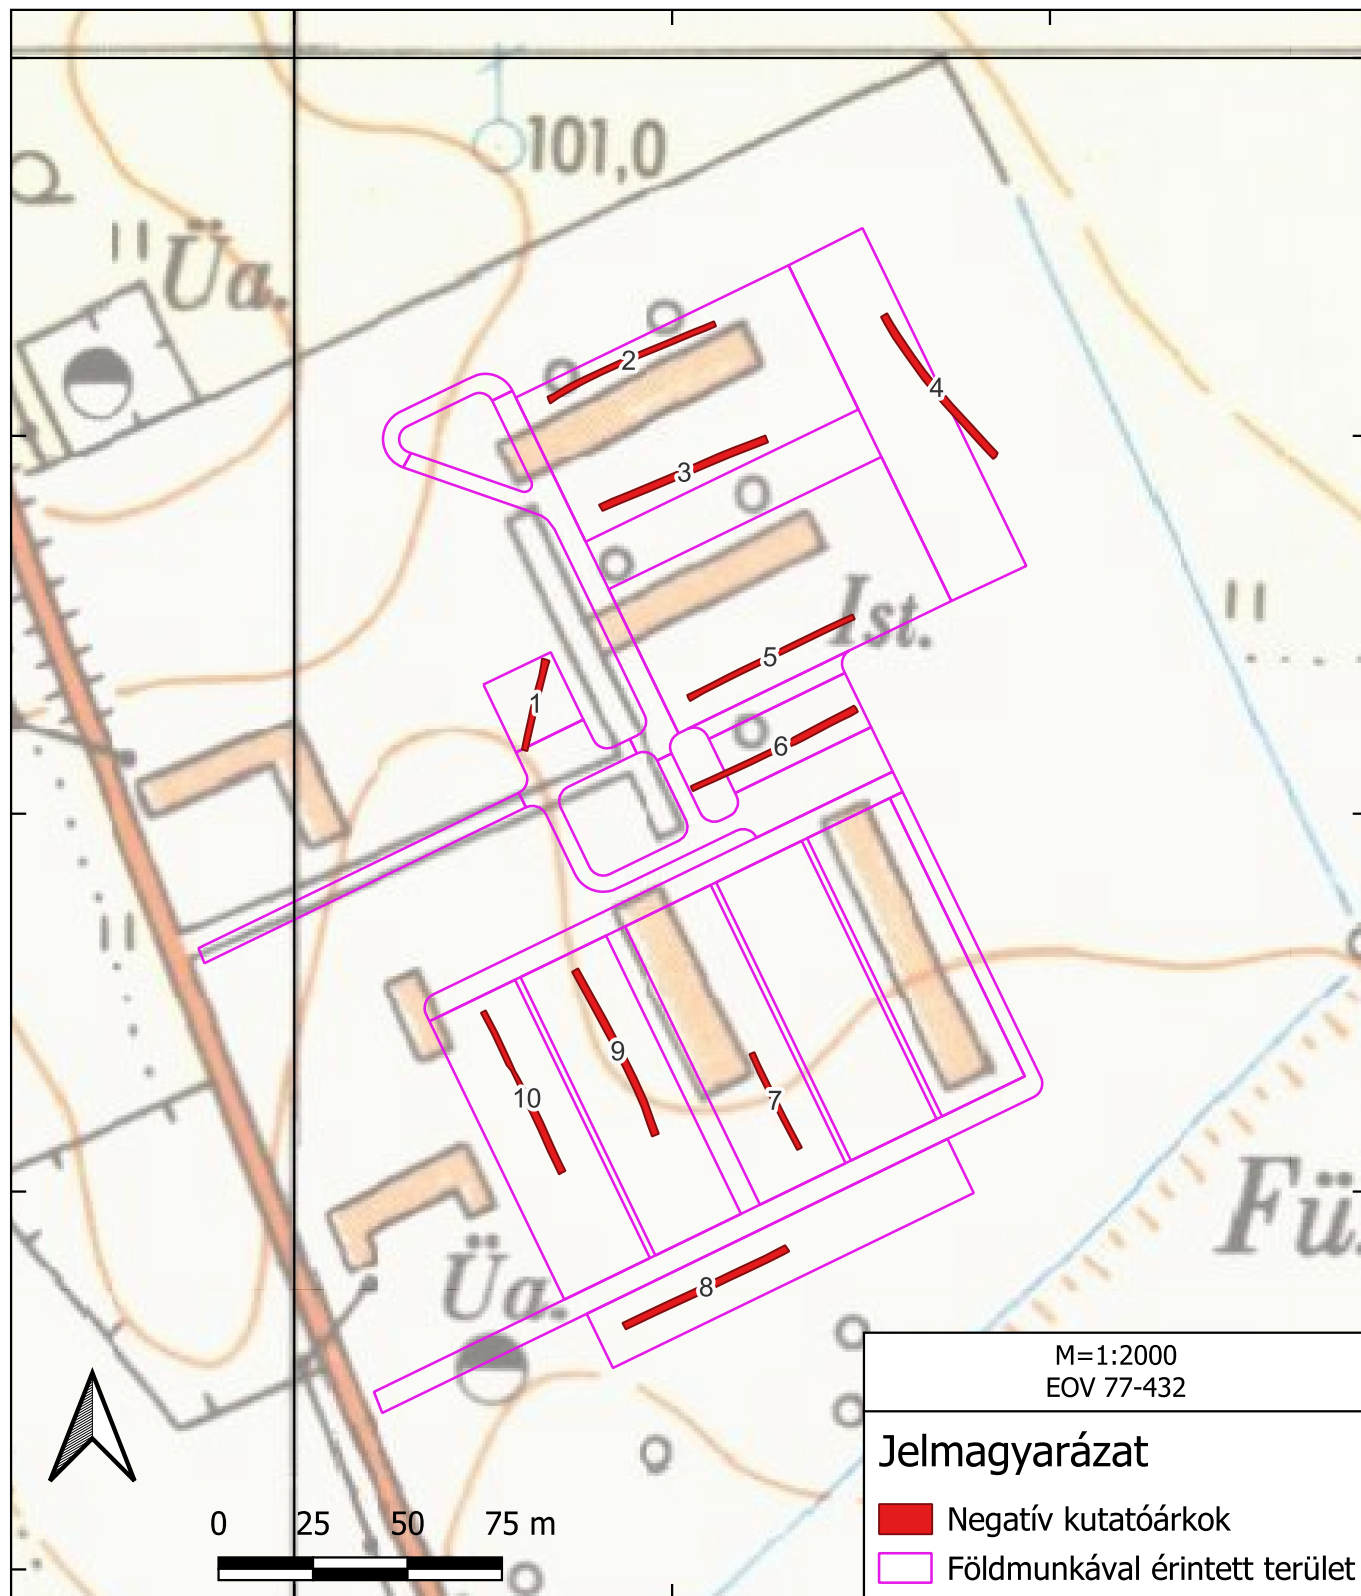 101,0
Üa.
2
4
3
Ist.
5
1
6
9
10
7
Üa.
8
Fü.
M=1:2000
EOV 77-432
Jelmagyarázat
Negatív kutatóárkok
Földmunkával érintett terület
0 25 50 75 m